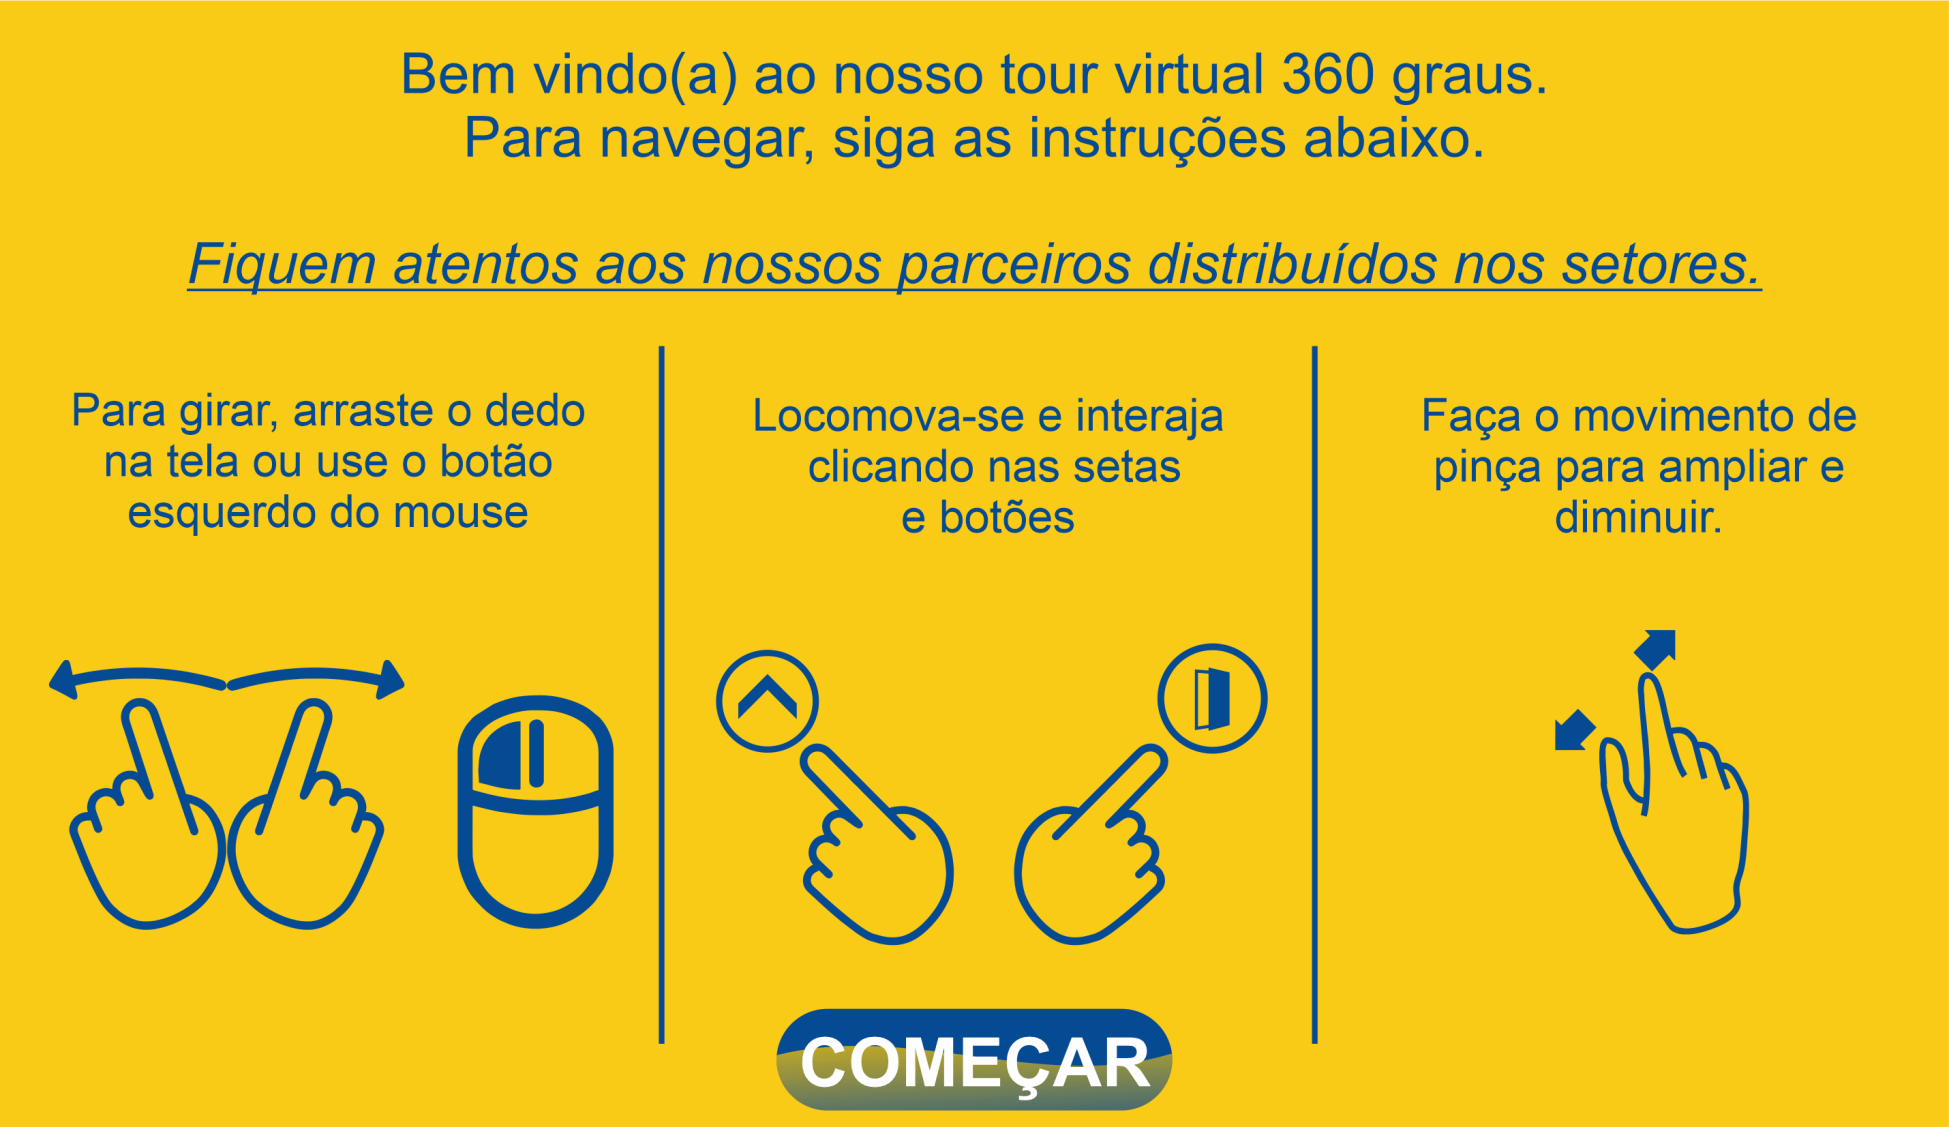 Bem vindo(a) ao nosso tour virtual 360 graus.
Para navegar, siga as instruções abaixo.
Fiquem atentos aos nossos parceiros distribuídos nos setores.
Para girar, arraste o dedo
na tela ou use o botão
esquerdo do mouse
Locomova-se e interaja
clicando nas setas
e botões
Faça o movimento de
pinça para ampliar e
diminuir.
COMEÇAR